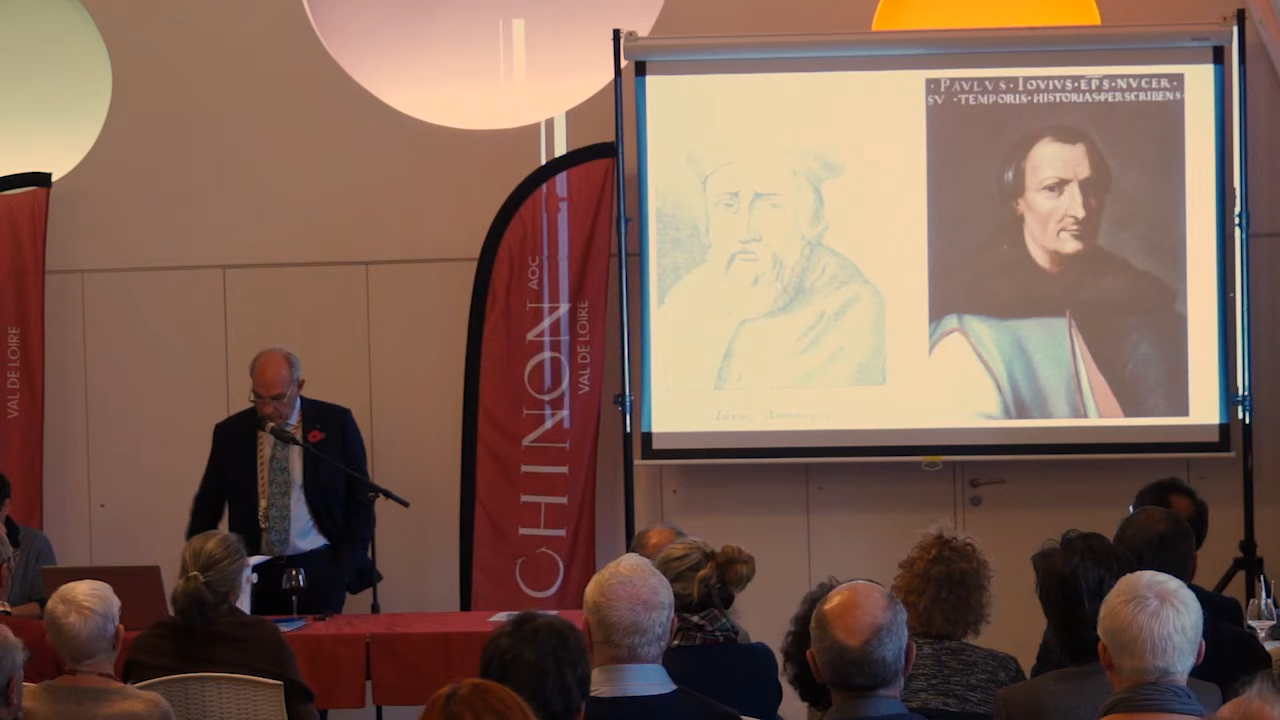 VAL DE LOIRE
CHINON
AOC
VAL DE LOIRE
· PAVLVS · IOVIVS · EPS · NVCER ·
SV · TEMPORIS · HISTORIAS PERSCRIBENS ·